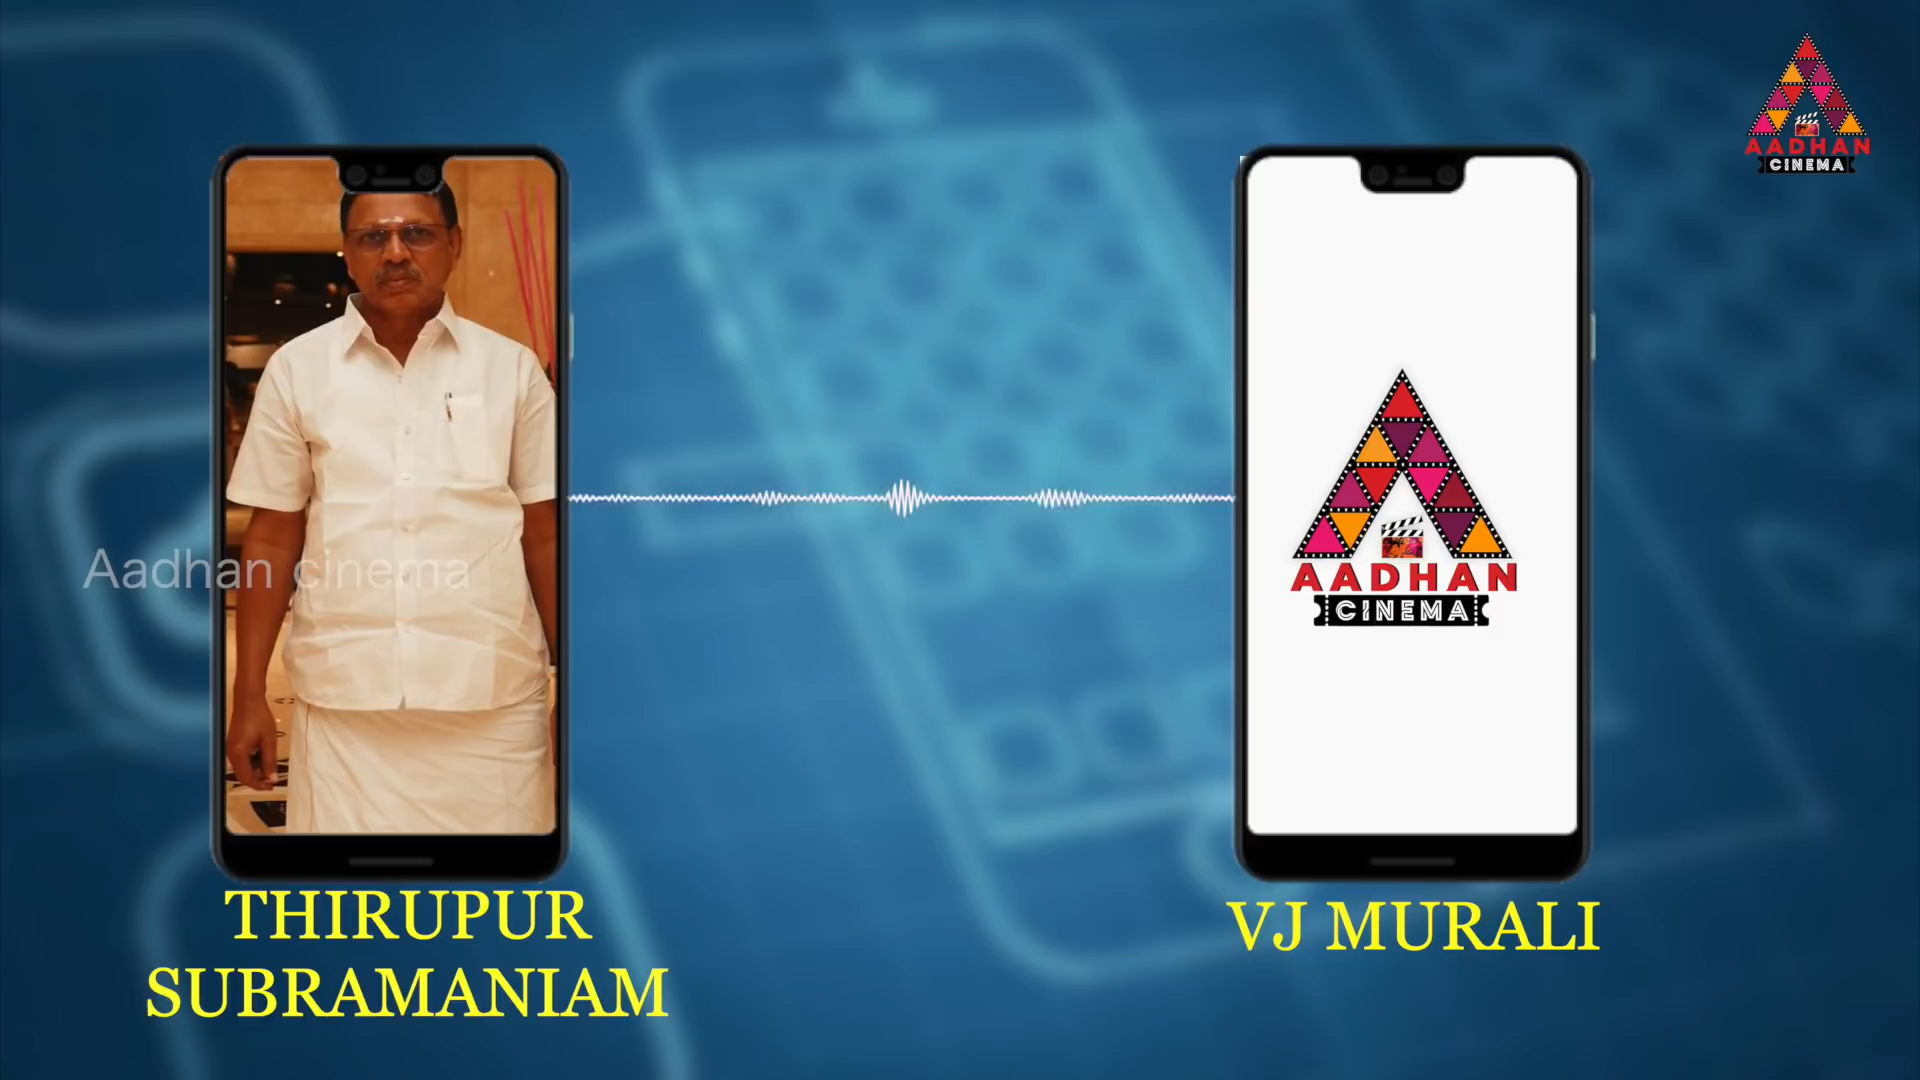 AADHAN
CINEMA
Aadhan cinema
AADHAN
CINEMA
THIRUPUR
SUBRAMANIAM
VJ MURALI